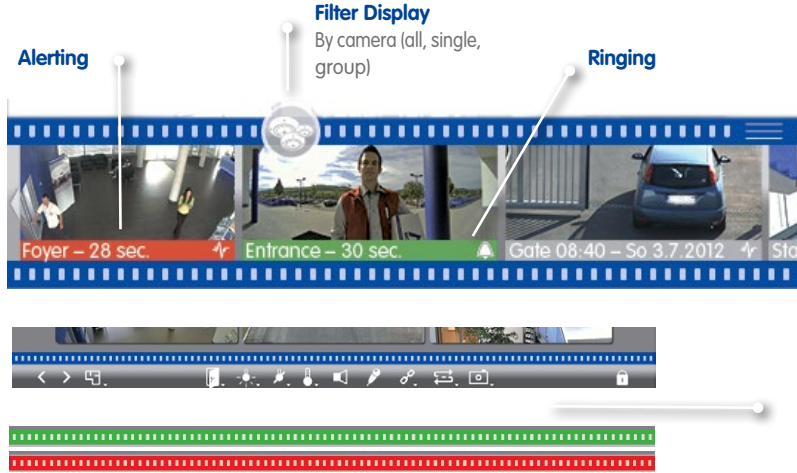 Filter Display
By camera (all, single,
group)
Alerting
Ringing
Foyer – 28 sec.
Entrance – 30 sec.
Gate 08:40 – So 3.7.2012
Sta